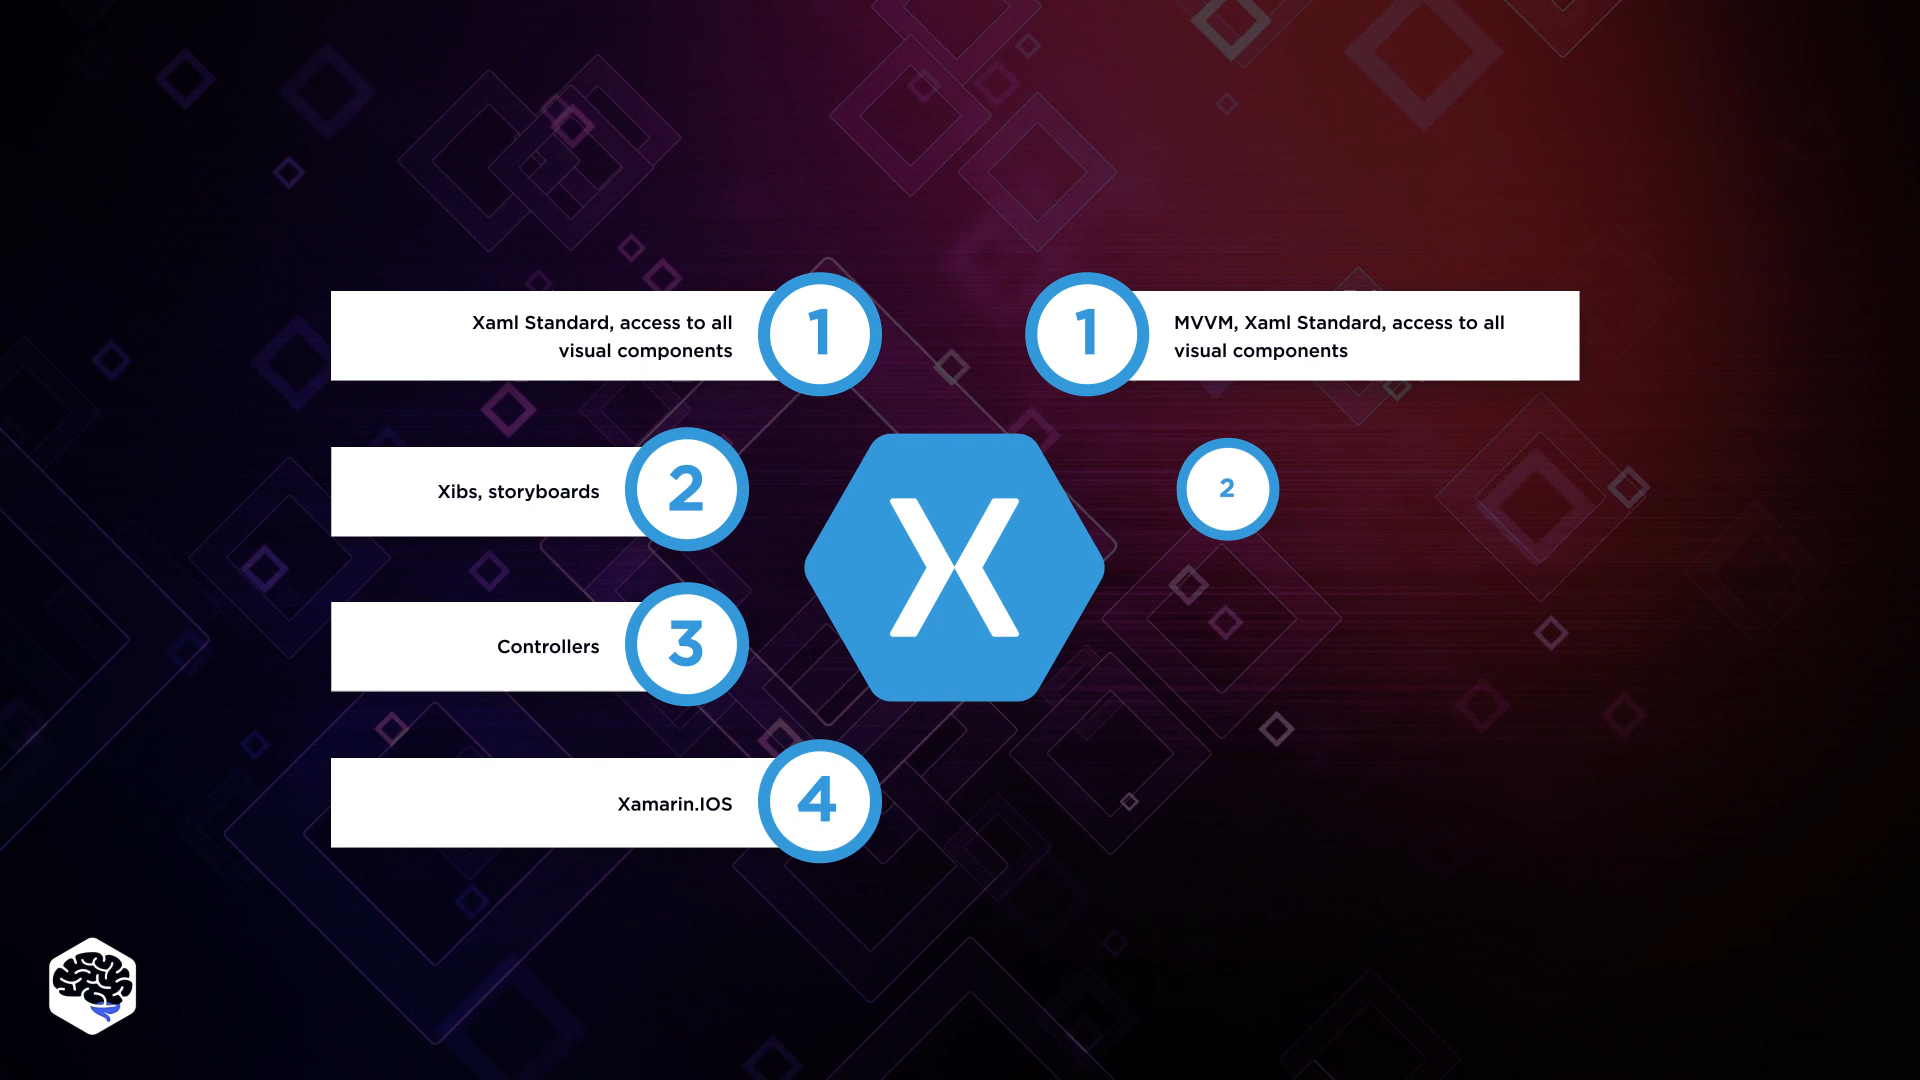 Xaml Standard, access to all
visual components
1
Xibs, storyboards
2
Controllers
3
Xamarin.IOS
4
X
1
MVVM, Xaml Standard, access to all
visual components
2